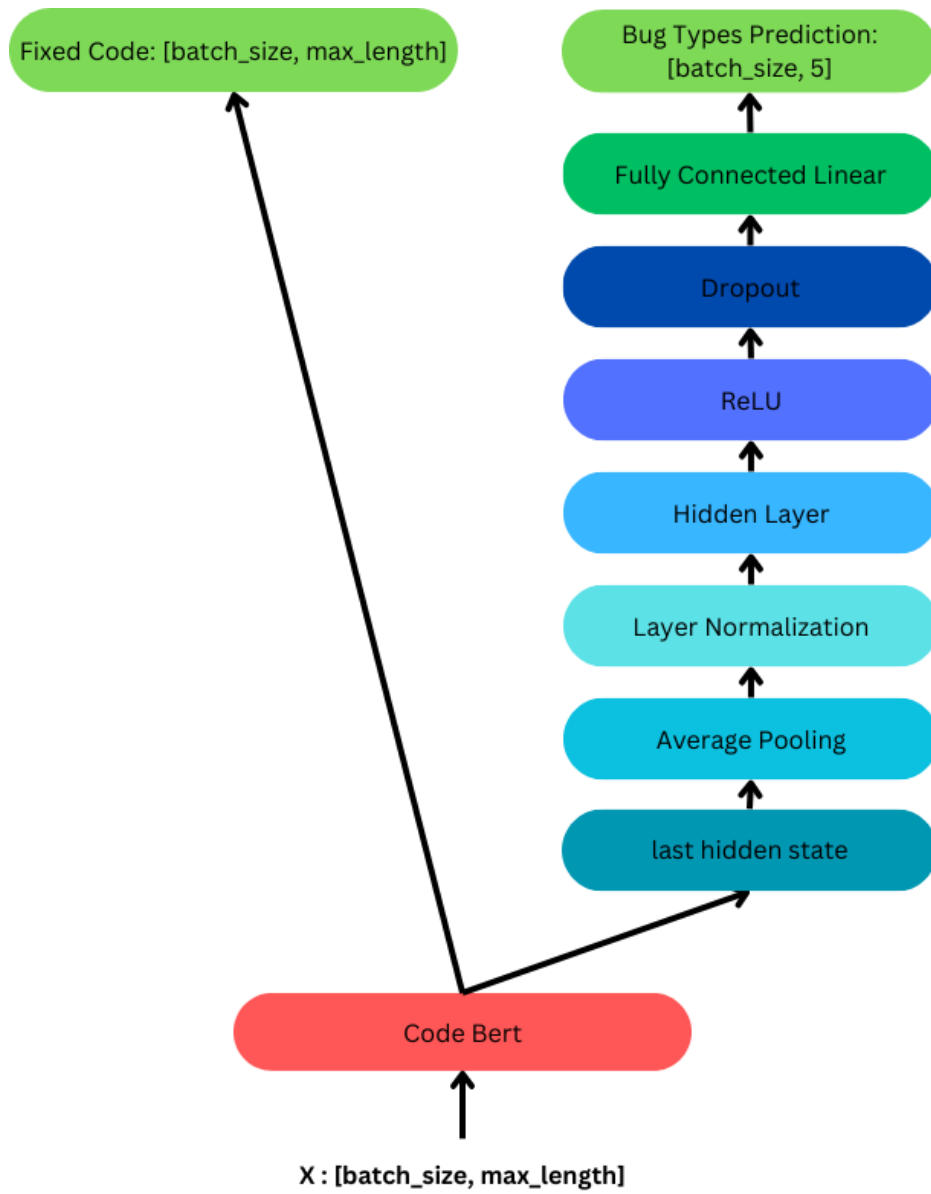 Fixed Code: [batch_size, max_length]
Bug Types Prediction:
[batch_size, 5]
Fully Connected Linear
Dropout
ReLU
Hidden Layer
Layer Normalization
Average Pooling
last hidden state
Code Bert
X : [batch_size, max_length]